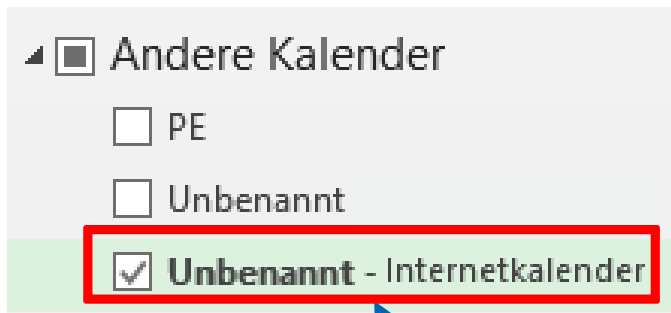 Andere Kalender
PE
Unbenannt
Unbenannt - Internetkalender